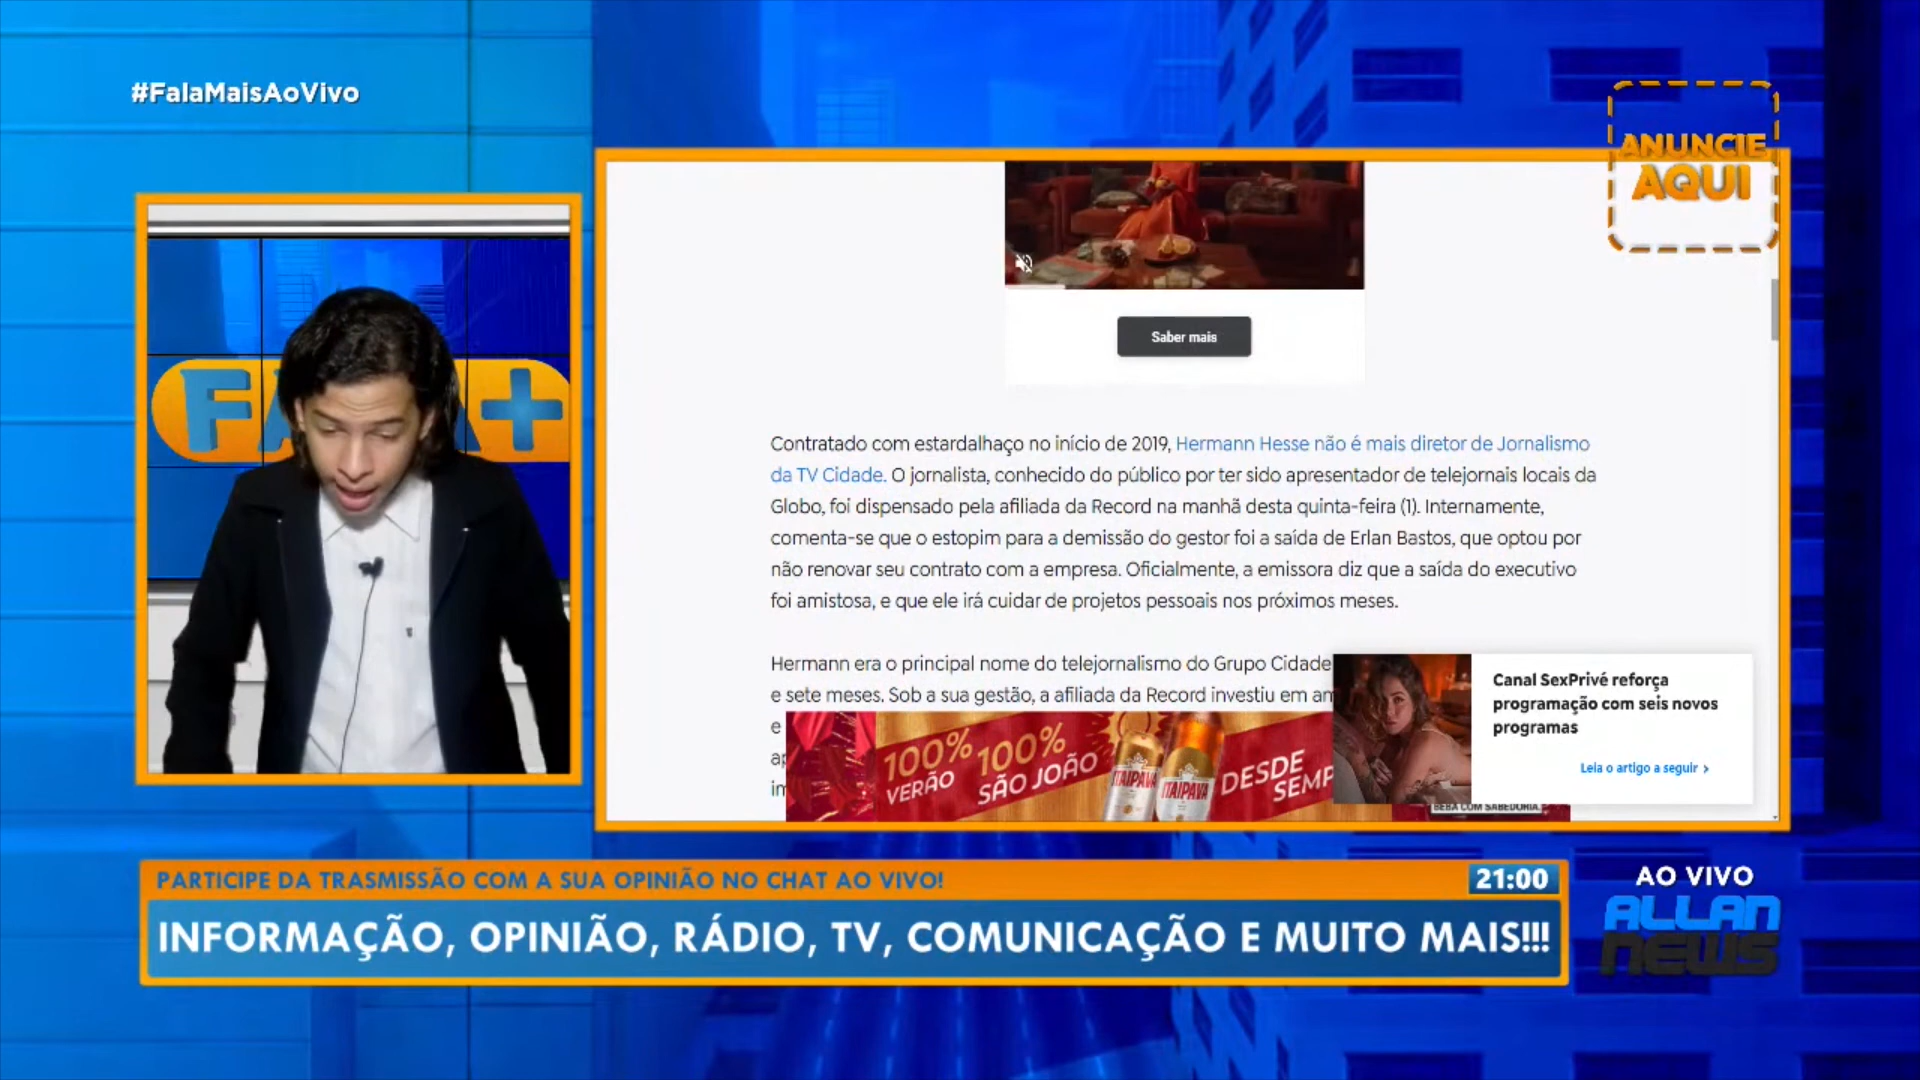 #FalaMaisAoVivo
ANUNCIE
AQUI
FA
A+
Saber mais
Contratado com estardalhaço no início de 2019, Hermann Hesse não é mais diretor de Jornalismo
da TV Cidade. O jornalista, conhecido do público por ter sido apresentador de telejornais locais da
Globo, foi dispensado pela afiliada da Record na manhã desta quinta-feira (1). Internamente,
comenta-se que o estopim para a demissão do gestor foi a saída de Erlan Bastos, que optou por
não renovar seu contrato com a empresa. Oficialmente, a emissora diz que a saída do executivo
foi amistosa, e que ele irá cuidar de projetos pessoais nos próximos meses.
Hermann era o principal nome do telejornalismo do Grupo Cidade
e sete meses. Sob a sua gestão, a afiliada da Record investiu em
e
Canal SexPrivé reforça
programação com seis novos
programas
Leia o artigo a seguir >
100% VERÃO
100% SÃO JOÃO
ITAIPAVA
ITAIPAVA
DESDE
SEMP
BEBA COM SABEDORIA.
PARTICIPE DA TRASMISSÃO COM A SUA OPINIÃO NO CHAT AO VIVO!
21:00
INFORMAÇÃO, OPINIÃO, RÁDIO, TV, COMUNICAÇÃO E MUITO MAIS!!!
AO VIVO
ALLAN
NEWS